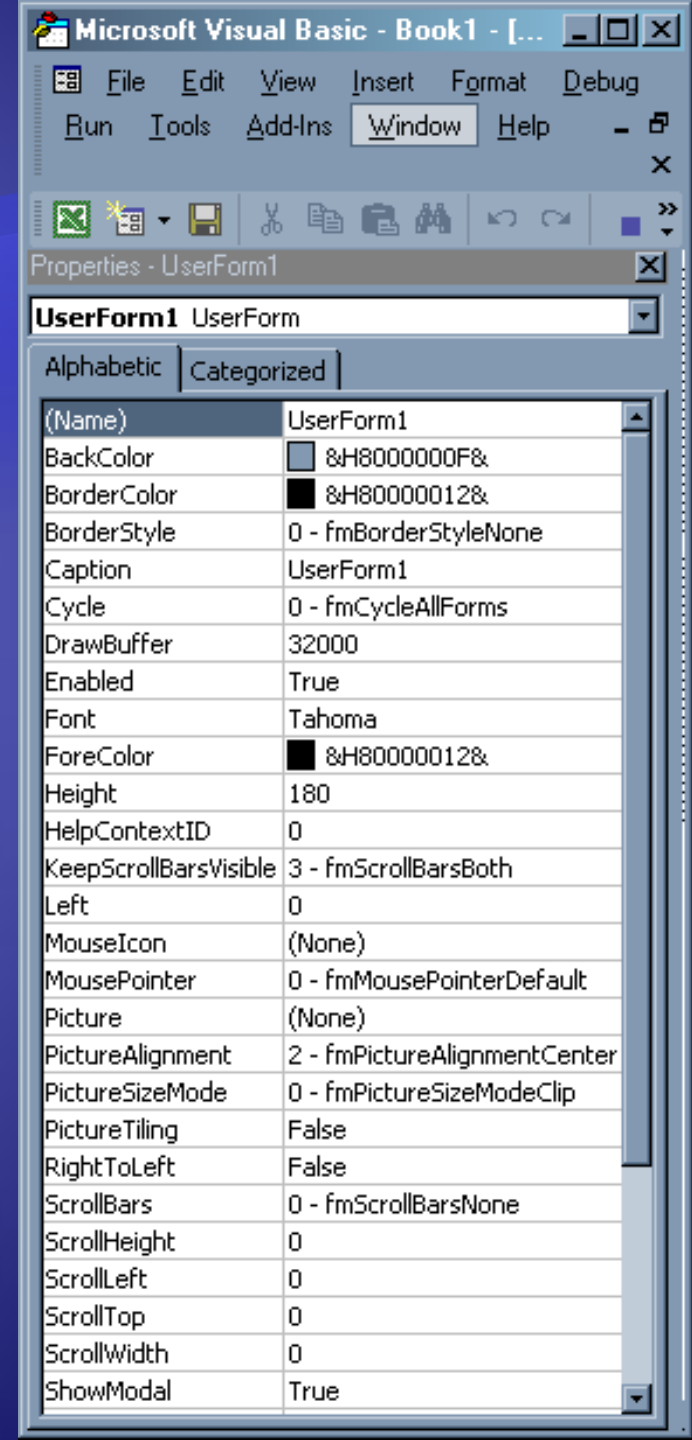 Microsoft Visual Basic - Book1 - [...
File Edit View Insert Format Debug
Run Tools Add-Ins Window Help
Properties - UserForm1
UserForm1 UserForm
Alphabetic Categorized
(Name) UserForm1
BackColor &H8000000F&
BorderColor &H80000012&
BorderStyle 0 - fmBorderStyleNone
Caption UserForm1
Cycle 0 - fmCycleAllForms
DrawBuffer 32000
Enabled True
Font Tahoma
ForeColor &H80000012&
Height 180
HelpContextID 0
KeepScrollBarsVisible 3 - fmScrollBarsBoth
Left 0
MouseIcon (None)
MousePointer 0 - fmMousePointerDefault
Picture (None)
PictureAlignment 2 - fmPictureAlignmentCenter
PictureSizeMode 0 - fmPictureSizeModeClip
PictureTiling False
RightToLeft False
ScrollBars 0 - fmScrollBarsNone
ScrollHeight 0
ScrollLeft 0
ScrollTop 0
ScrollWidth 0
ShowModal True